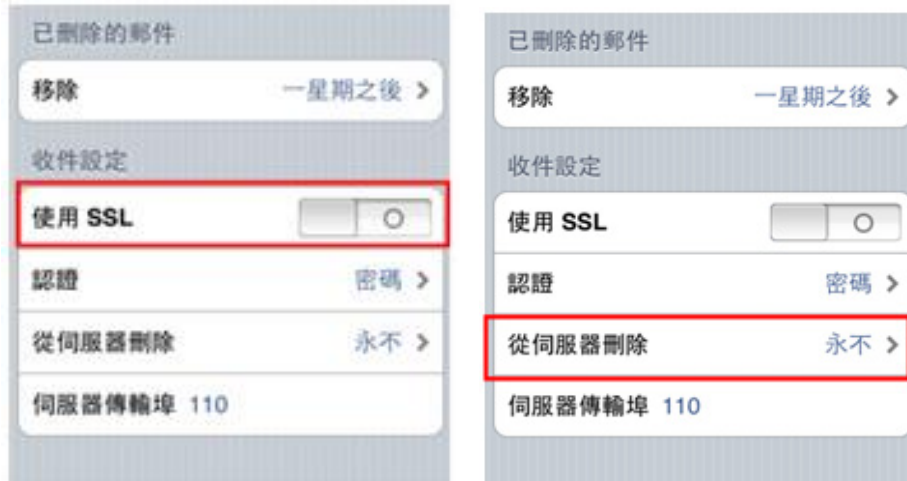 已刪除的郵件
移除 一星期之後
收件設定
使用 SSL
認證 密碼
從伺服器刪除 永不
伺服器傳輸埠 110
已刪除的郵件
移除 一星期之後
收件設定
使用 SSL
認證 密碼
從伺服器刪除 永不
伺服器傳輸埠 110